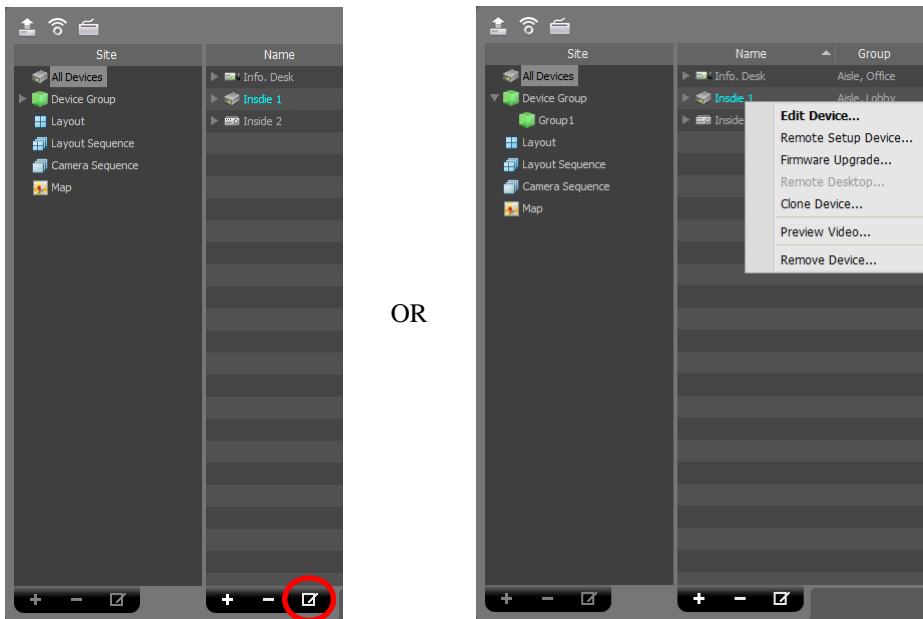 Site Name
All Devices Info. Desk
Device Group Insdie 1
Layout Inside 2
Layout Sequence
Camera Sequence
Map
OR
Site Name Group
All Devices Info. Desk Aisle, Office
Device Group Insdie 1 Aisle, Lobby
Group1 Inside
Layout
Layout Sequence
Camera Sequence
Map
Edit Device...
Remote Setup Device...
Firmware Upgrade...
Remote Desktop...
Clone Device...
Preview Video...
Remove Device...